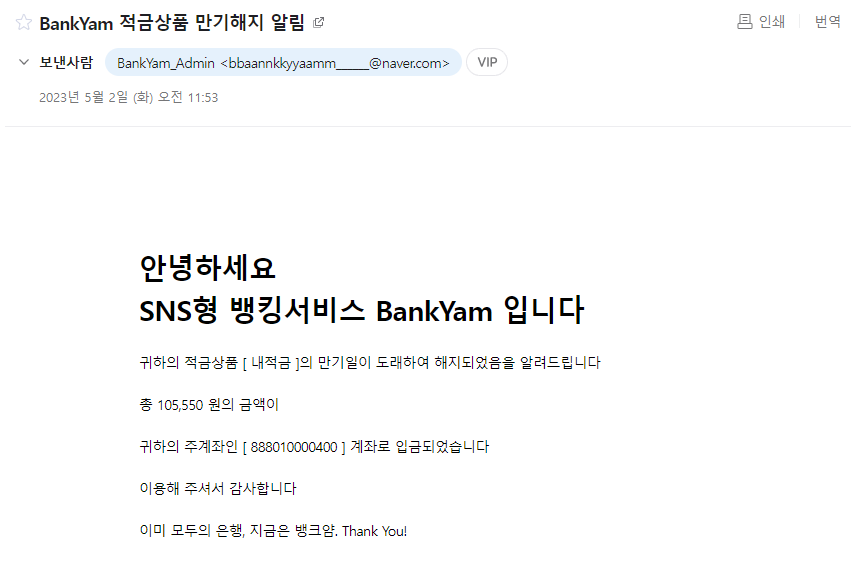 BankYam 적금상품 만기해지 알림
인쇄
번역
보낸사람 BankYam_Admin <bbaannkkyyaamm_____@naver.com> VIP
2023년 5월 2일 (화) 오전 11:53
안녕하세요
SNS형 뱅킹서비스 BankYam 입니다
귀하의 적금상품 [ 내적금 ]의 만기일이 도래하여 해지되었음을 알려드립니다
총 105,550 원의 금액이
귀하의 주계좌인 [ 888010000400 ] 계좌로 입금되었습니다
이용해 주셔서 감사합니다
이미 모두의 은행, 지금은 뱅크얌. Thank You!